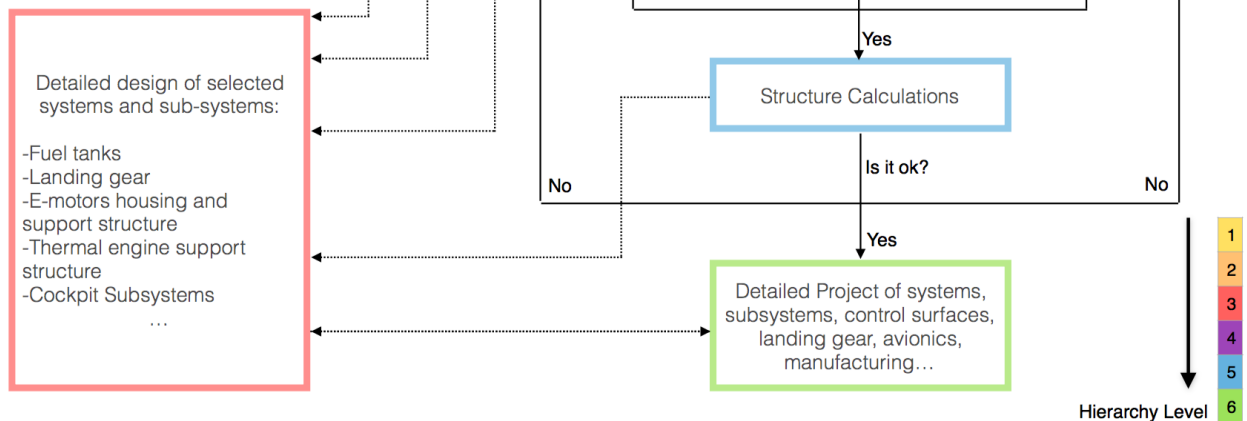 Detailed design of selected
systems and sub-systems:
-Fuel tanks
-Landing gear
-E-motors housing and
support structure
-Thermal engine support
structure
-Cockpit Subsystems
...
Yes
Structure Calculations
Is it ok?
No
No
Yes
Detailed Project of systems,
subsystems, control surfaces,
landing gear, avionics,
manufacturing...
1
2
3
4
5
6
Hierarchy Level